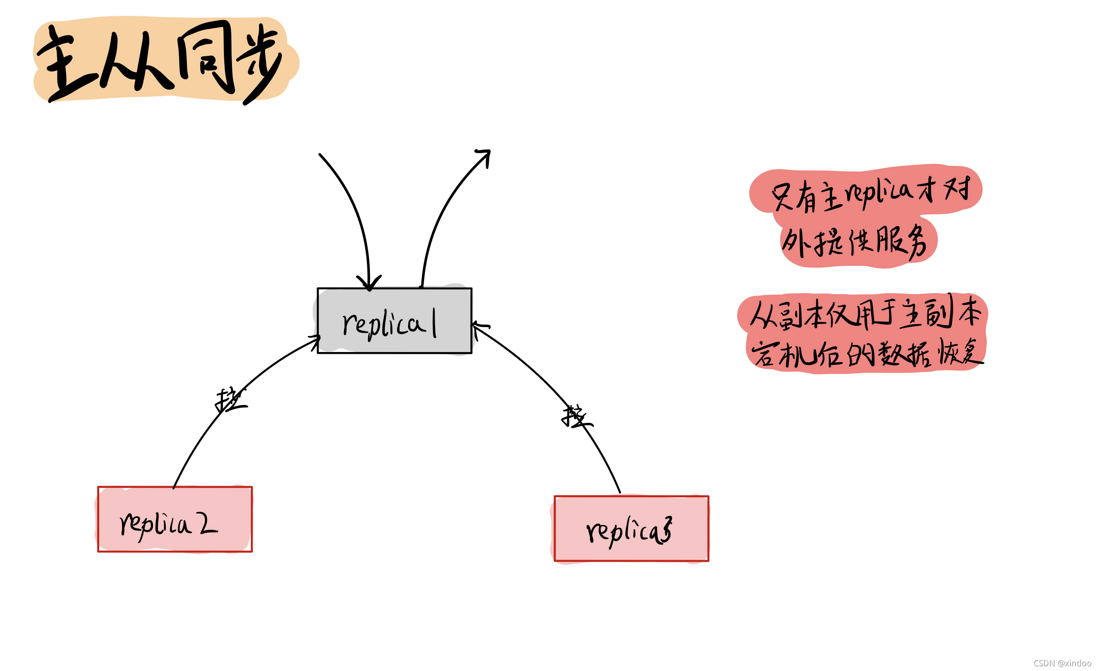 主从同步
只有主replica才对
外提供服务
replica1
从副本仅用于主副本
宕机后的数据恢复
拉
拉
replica2
replica3
CSDN @xindoo